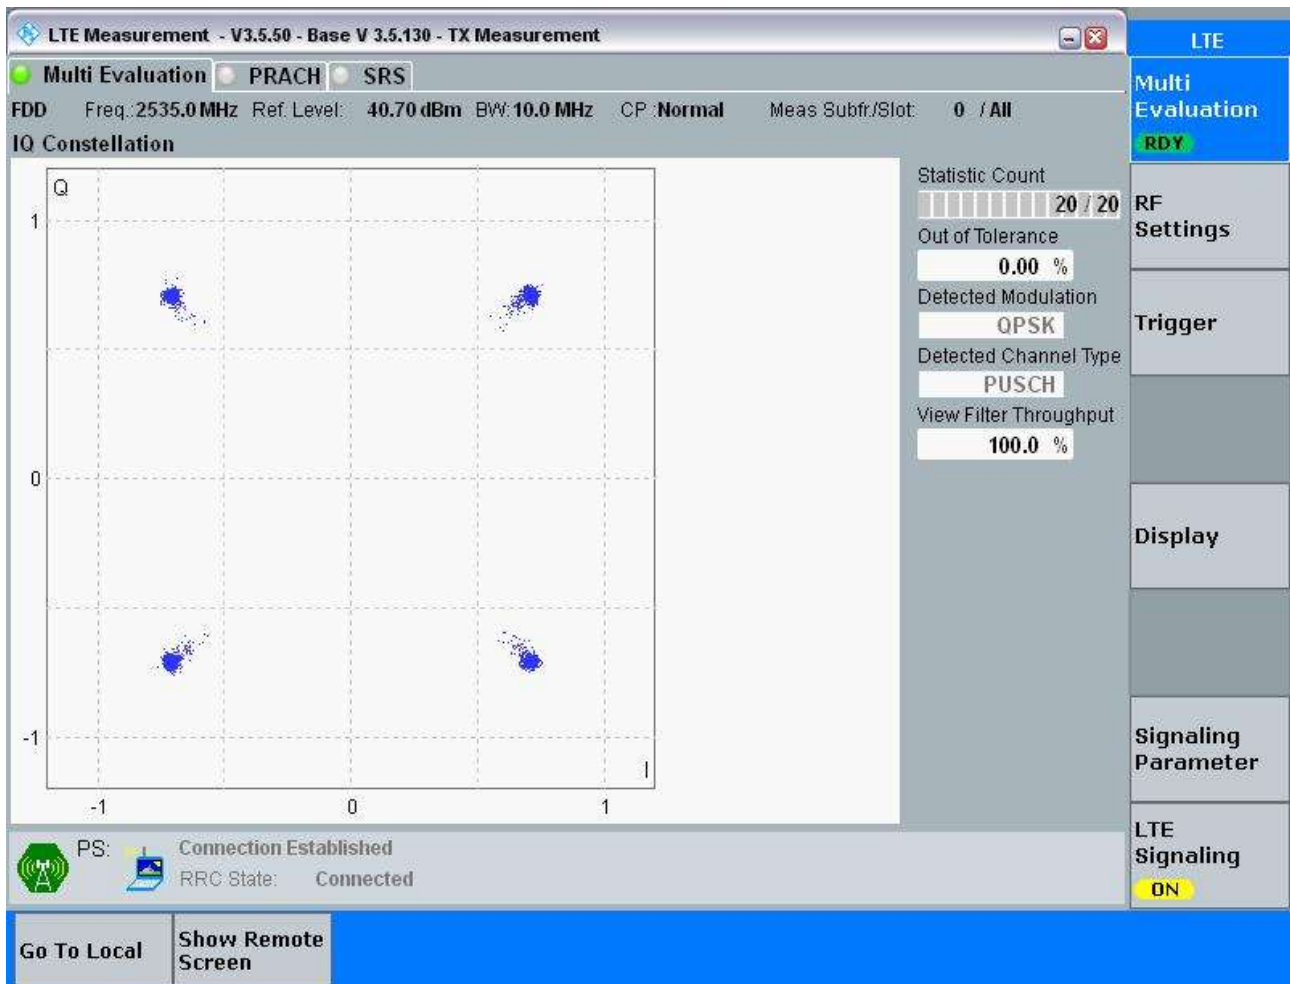 LTE Measurement - V3.5.50 - Base V 3.5.130 - TX Measurement
LTE
Multi Evaluation PRACH SRS
Multi
Evaluation
RDY
FDD Freq.:2535.0 MHz Ref. Level: 40.70 dBm BW: 10.0 MHz CP :Normal Meas Subfr./Slot: 0 / All
IQ Constellation
Q
1
0
-1
-1 0 1
I
Statistic Count
20 / 20
Out of Tolerance
0.00 %
Detected Modulation
QPSK
Detected Channel Type
PUSCH
View Filter Throughput
100.0 %
RF
Settings
Trigger
Display
Signaling
Parameter
LTE
Signaling
ON
PS: Connection Established
RRC State: Connected
Go To Local
Show Remote
Screen